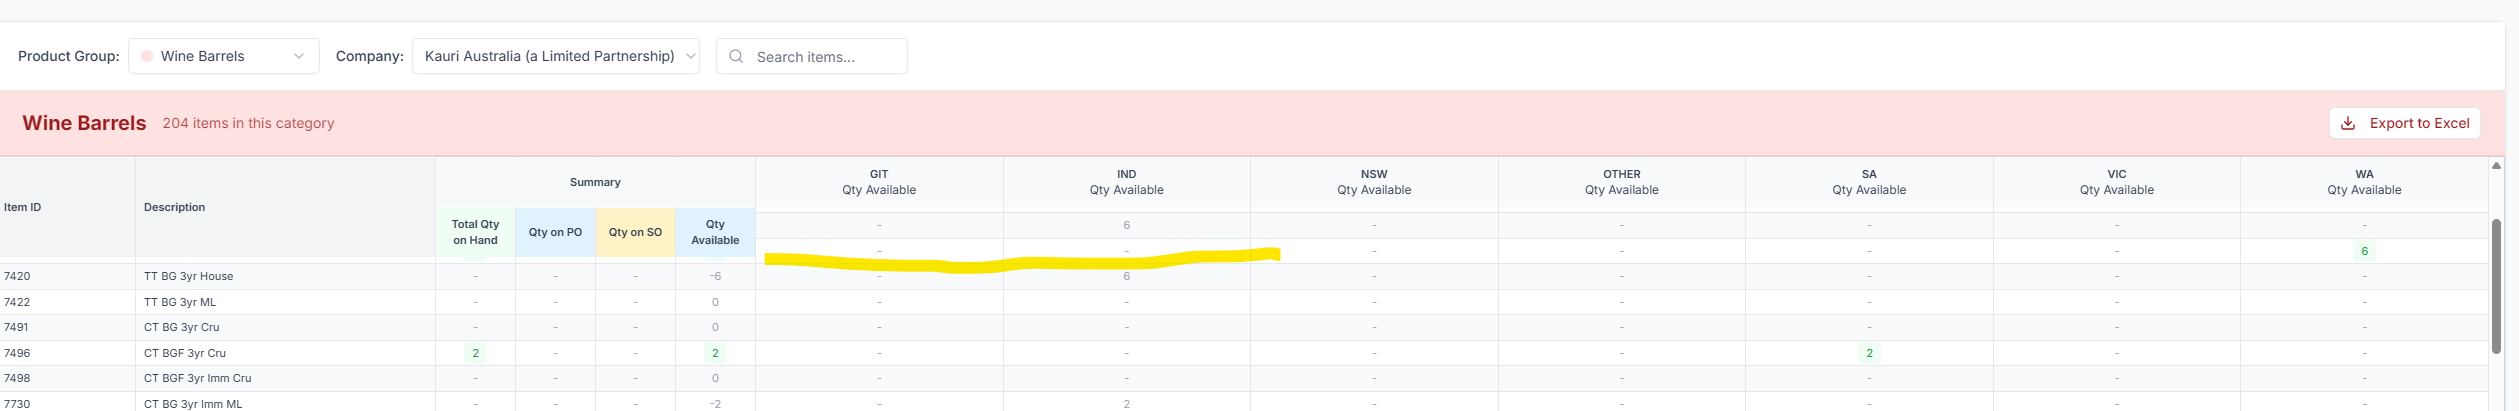 Product Group: Wine Barrels Company: Kauri Australia (a Limited Partnership) Search items...
Wine Barrels 204 items in this category Export to Excel
Item ID Description Summary GIT IND NSW OTHER SA VIC WA
Qty Available Qty Available Qty Available Qty Available Qty Available Qty Available Qty Available
Total Qty on Hand Qty on PO Qty on SO Qty Available
- 6 - - - - -
- - - - - - 6
7420 TT BG 3yr House - - - -6 - 6 - - - - -
7422 TT BG 3yr ML - - - 0 - - - - - - -
7491 CT BG 3yr Cru - - - 0 - - - - - - -
7496 CT BGF 3yr Cru 2 - - 2 - - - - 2 - -
7498 CT BGF 3yr Imm Cru - - - 0 - - - - - - -
7730 CT BG 3yr Imm ML - - - -2 - 2 - - - - -